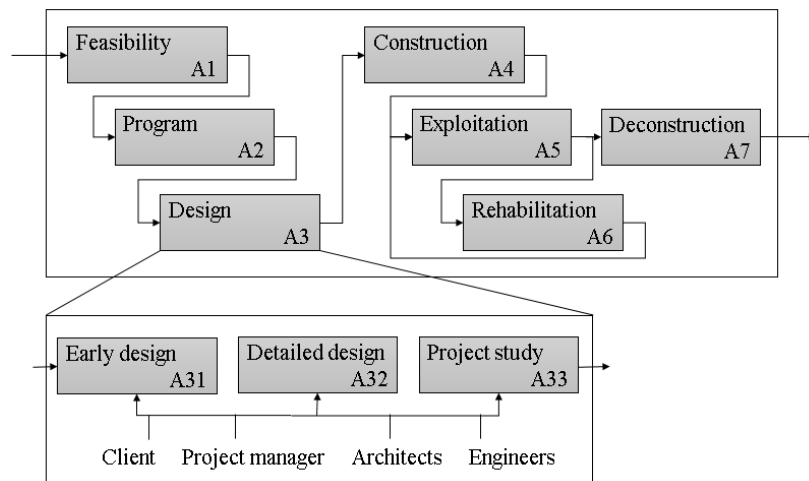 Feasibility
A1
Program
A2
Design
A3
Construction
A4
Exploitation
A5
Rehabilitation
A6
Deconstruction
A7
Early design
A31
Detailed design
A32
Project study
A33
Client Project manager Architects Engineers